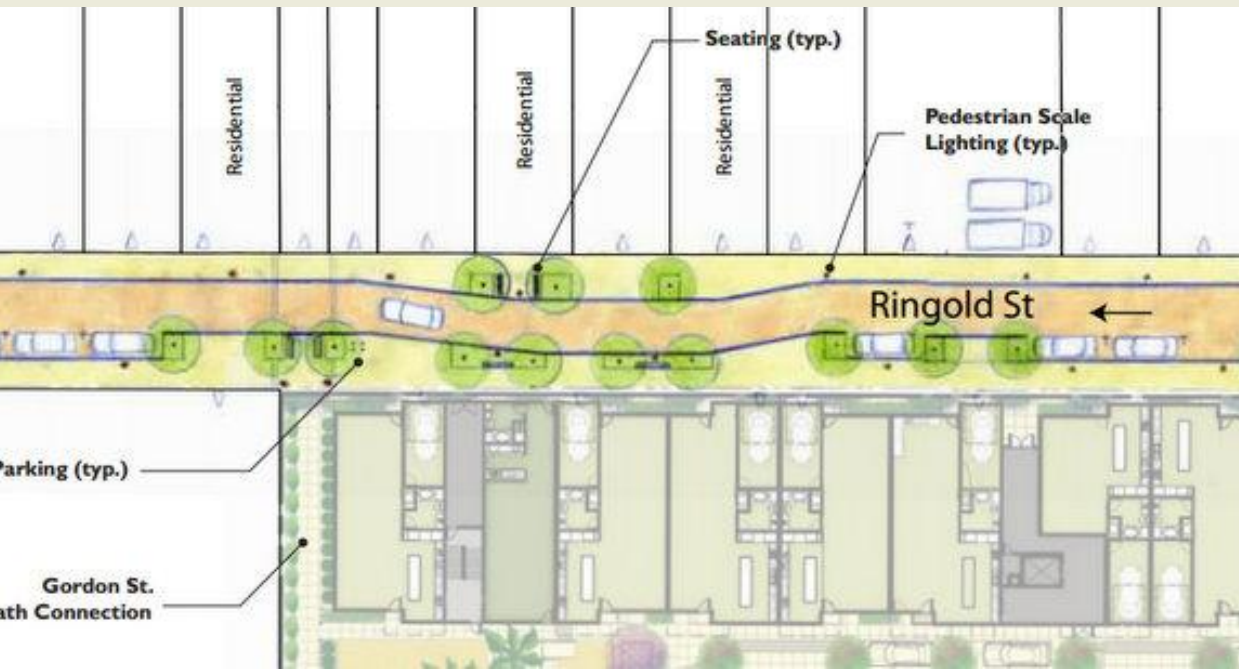 Seating (typ.)
Residential
Residential
Residential
Pedestrian Scale
Lighting (typ.)
Ringold St
Parking (typ.)
Gordon St.
ath Connection